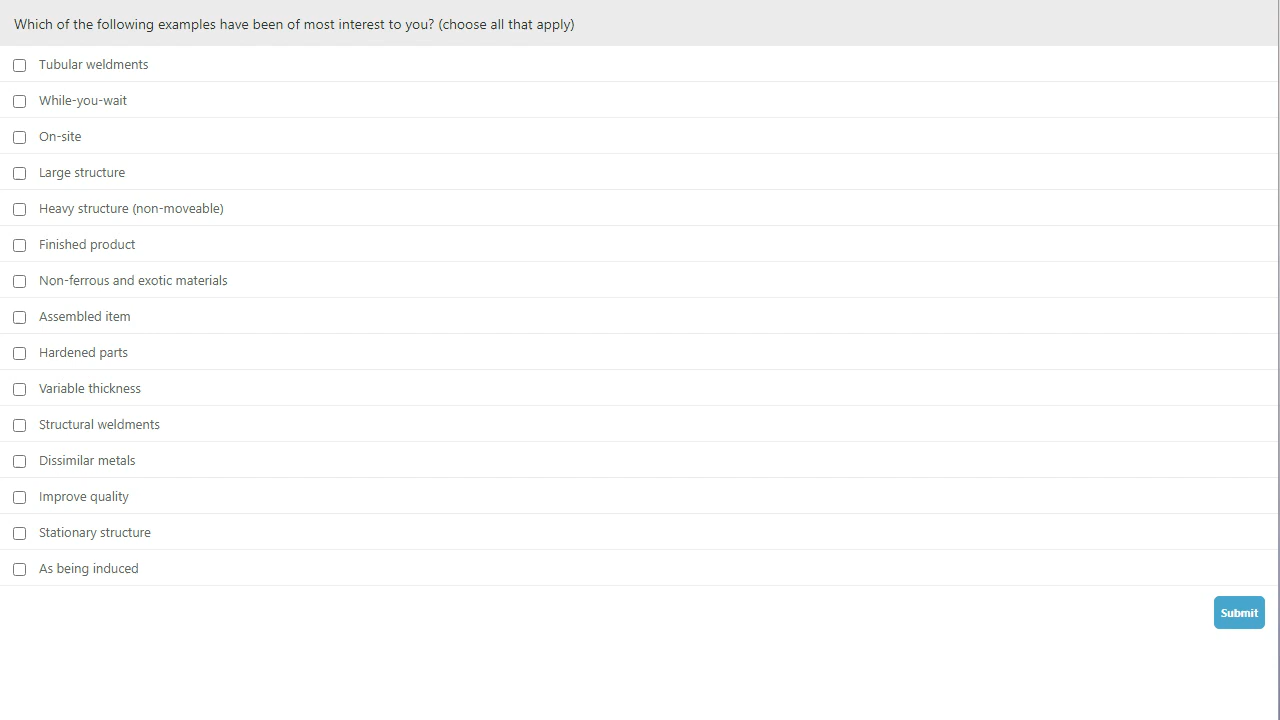 Which of the following examples have been of most interest to you? (choose all that apply)
Tubular weldments
While-you-wait
On-site
Large structure
Heavy structure (non-moveable)
Finished product
Non-ferrous and exotic materials
Assembled item
Hardened parts
Variable thickness
Structural weldments
Dissimilar metals
Improve quality
Stationary structure
As being induced
Submit